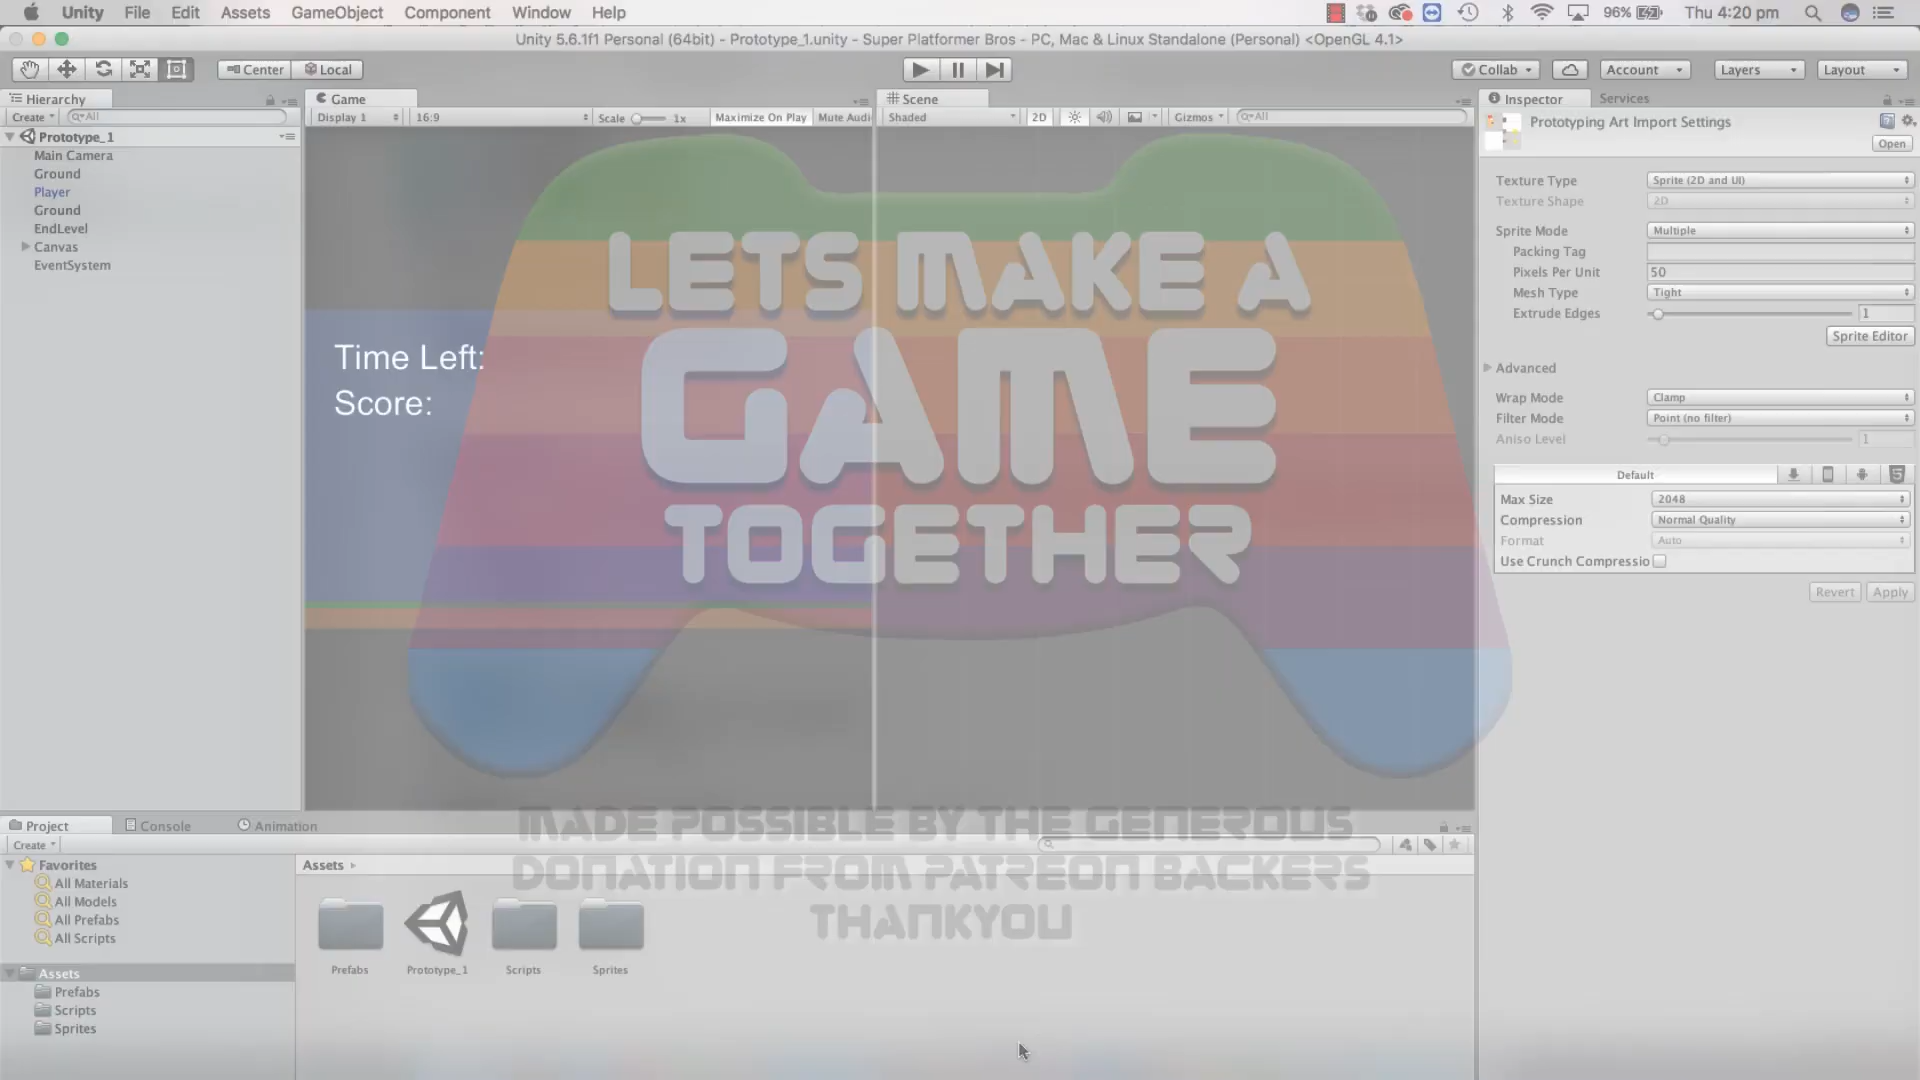 Unity File Edit Assets GameObject Component Window Help 96% Thu 4:20 pm
Unity 5.6.1f1 Personal (64bit) - Prototype_1.unity - Super Platformer Bros - PC, Mac & Linux Standalone (Personal) <OpenGL 4.1>
Center Local Collab Account Layers Layout
Hierarchy
Create All
Prototype_1
Main Camera
Ground
Player
Ground
EndLevel
Canvas
EventSystem
Game
Display 1 16:9 Scale 1x Maximize On Play Mute Audi
Time Left:
Score:
Scene
Shaded 2D Gizmos All
LETS MAKE A
GAME
TOGETHER
MADE POSSIBLE BY THE GENEROUS
DONATION FROM PATREON BACKERS
THANKYOU
Inspector Services
Prototyping Art Import Settings
Open
Texture Type Sprite (2D and UI)
Texture Shape 2D
Sprite Mode Multiple
Packing Tag
Pixels Per Unit 50
Mesh Type Tight
Extrude Edges 1
Sprite Editor
Advanced
Wrap Mode Clamp
Filter Mode Point (no filter)
Aniso Level 1
Default
Max Size 2048
Compression Normal Quality
Format Auto
Use Crunch Compressio
Revert Apply
Project Console Animation
Create
Favorites
All Materials
All Models
All Prefabs
All Scripts
Assets
Prefabs
Scripts
Sprites
Assets
Prefabs Prototype_1 Scripts Sprites